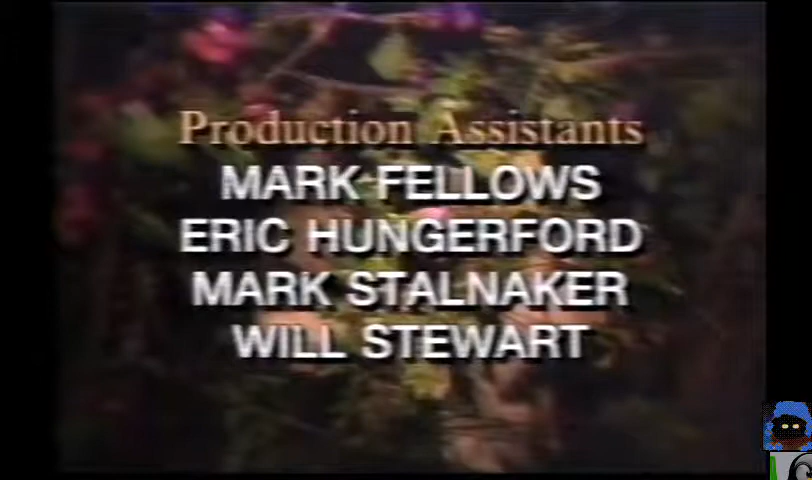 Production Assistants
MARK FELLOWS
ERIC HUNGERFORD
MARK STALNAKER
WILL STEWART